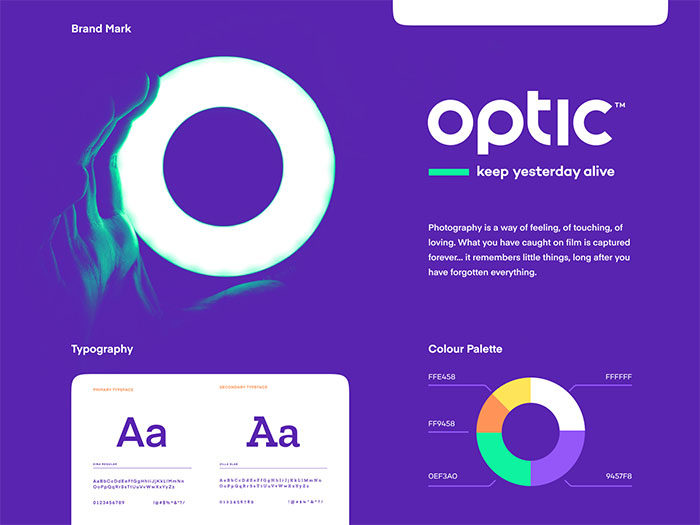 Brand Mark
optic™
keep yesterday alive
Photography is a way of feeling, of touching, of
loving. What you have caught on film is captured
forever... it remembers little things, long after you
have forgotten everything.
Typography
PRIMARY TYPEFACE
Aa
AaBbCcDdEeFfGgHhIiJjKkLlMmNn
OoPpQqRrSsTtUuVvWwXxYyZz
0123456789
SECONDARY TYPEFACE
Aa
AaBbCcDdEeFfGgHhIiJjKkLlMmNn
OoPpQqRrSsTtUuVvWwXxYyZz
0123456789
Colour Palette
FFE458
FFFFFF
FF9458
0EF3A0
9457F8